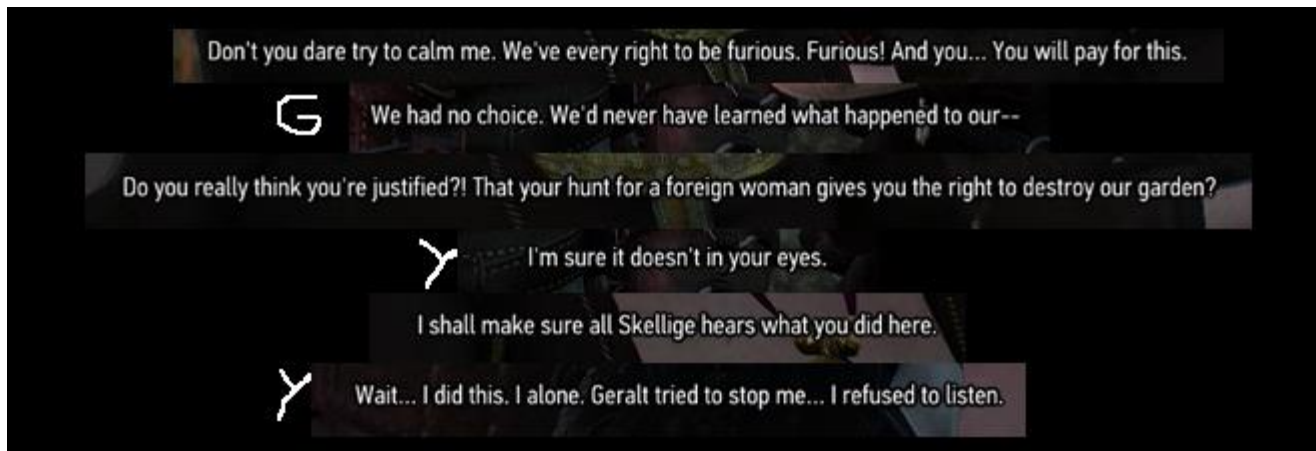 Don't you dare try to calm me. We've every right to be furious. Furious! And you... You will pay for this.
G We had no choice. We'd never have learned what happened to our--
Do you really think you're justified?! That your hunt for a foreign woman gives you the right to destroy our garden?
Y I'm sure it doesn't in your eyes.
I shall make sure all Skellige hears what you did here.
Y Wait... I did this. I alone. Geralt tried to stop me... I refused to listen.